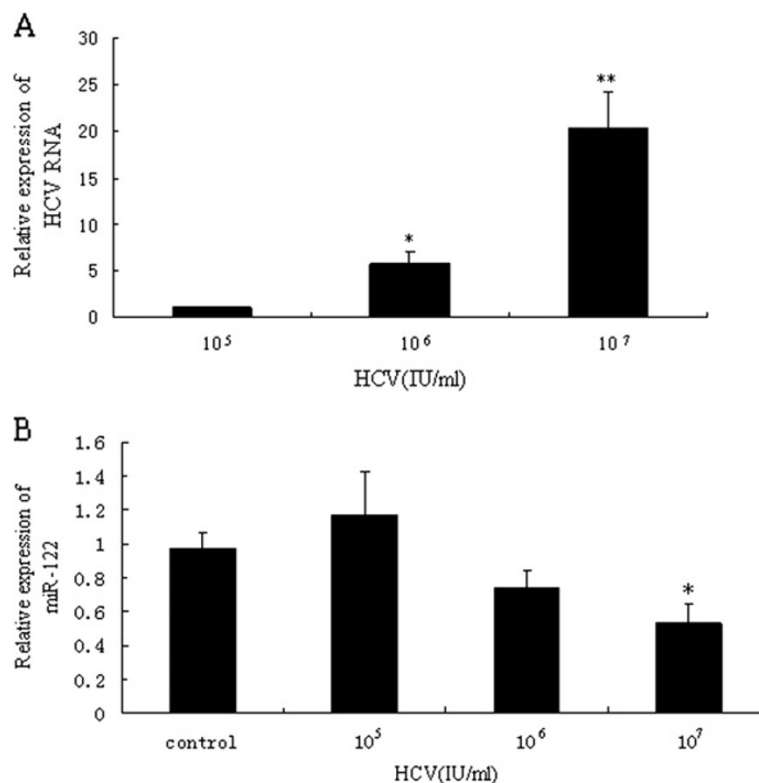 A
Relative expression of
HCV RNA
30
25
20
15
10
5
0
*
**
10⁵ 10⁶ 10⁷
HCV(IU/ml)
B
Relative expression of
miR-122
1.6
1.4
1.2
1
0.8
0.6
0.4
0.2
0
*
control 10⁵ 10⁶ 10⁷
HCV(IU/ml)